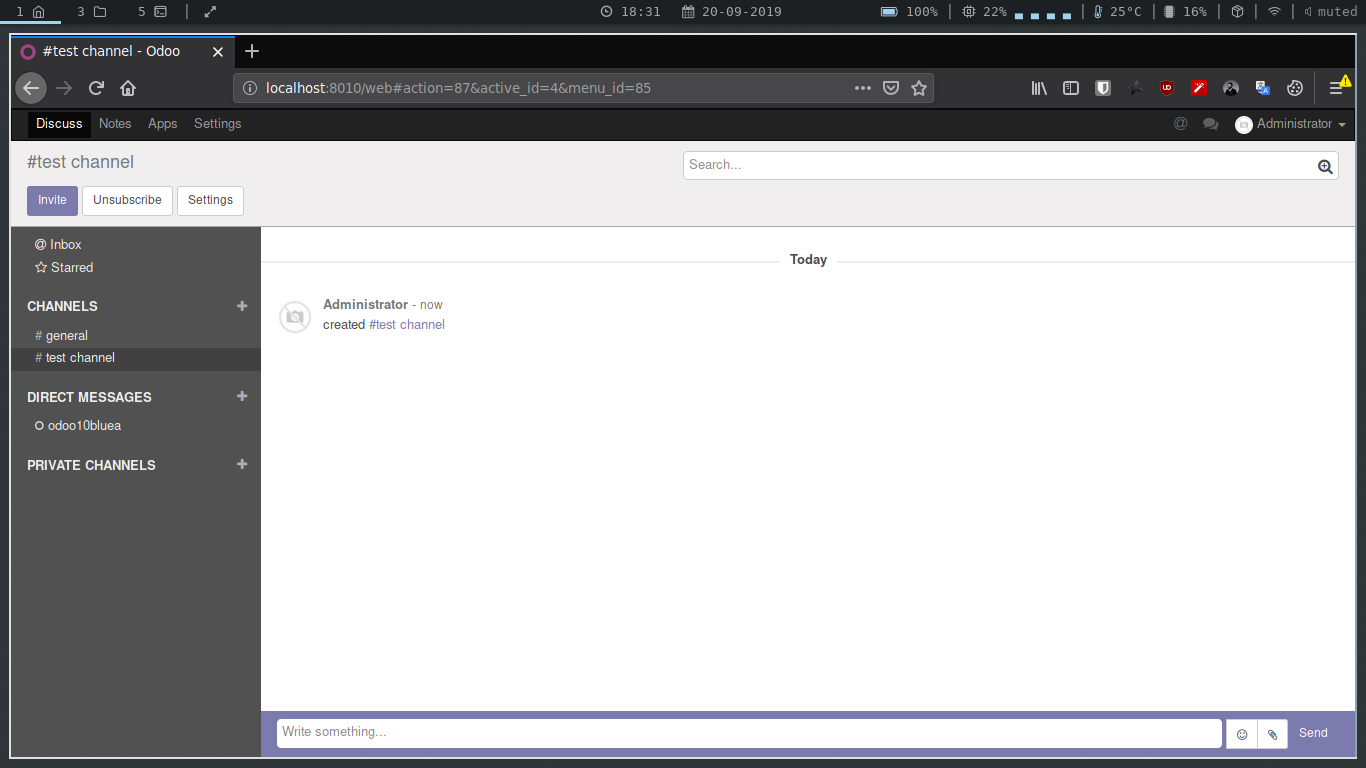 1 3 5 18:31 20-09-2019 100% 22% 25°C 16% muted
#test channel - Odoo
localhost:8010/web#action=87&active_id=4&menu_id=85
Discuss Notes Apps Settings @ Administrator
#test channel
Search...
Invite Unsubscribe Settings
@ Inbox
Starred
Today
CHANNELS +
Administrator - now
created #test channel
# general
# test channel
DIRECT MESSAGES +
odoo10bluea
PRIVATE CHANNELS +
Write something... Send